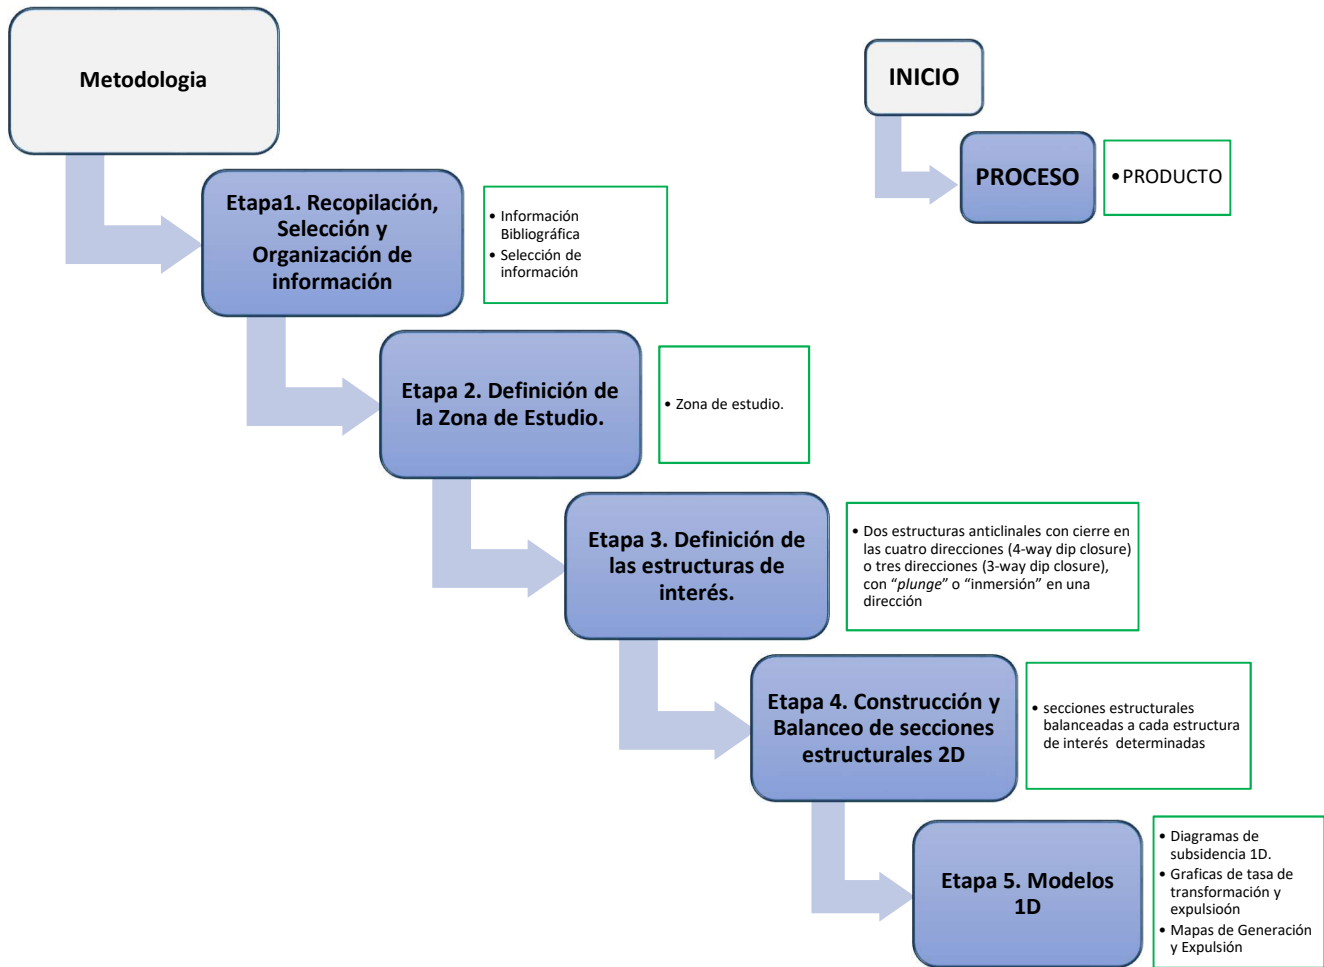 Metodologia
INICIO
PROCESO
• PRODUCTO
Etapa1. Recopilación,
Selección y
Organización de
información
• Información
Bibliográfica
• Selección de
información
Etapa 2. Definición de
la Zona de Estudio.
• Zona de estudio.
Etapa 3. Definición de
las estructuras de
interés.
• Dos estructuras anticlinales con cierre en
las cuatro direcciones (4-way dip closure)
o tres direcciones (3-way dip closure),
con “plunge” o “inmersión” en una
dirección
Etapa 4. Construcción y
Balanceo de secciones
estructurales 2D
• secciones estructurales
balanceadas a cada estructura
de interés determinadas
Etapa 5. Modelos
1D
• Diagramas de
subsidencia 1D.
• Graficas de tasa de
transformación y
expulsioón
• Mapas de Generación
y Expulsión